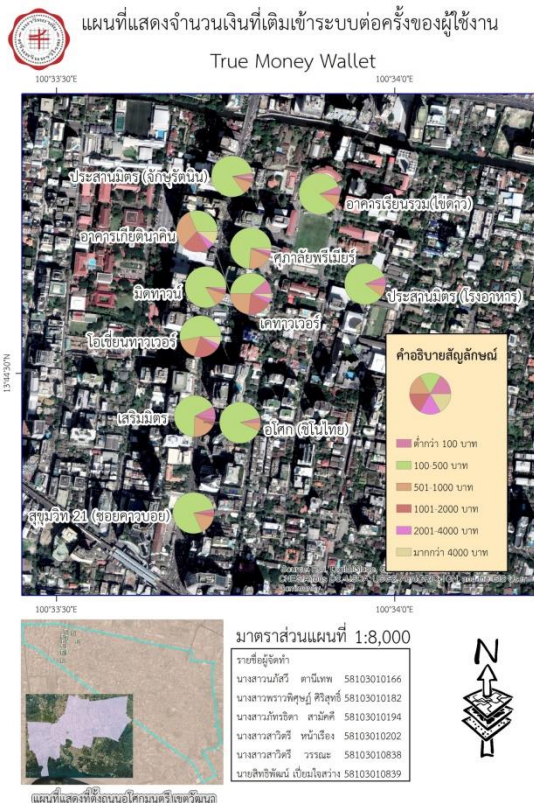 แผนที่แสดงจำนวนเงินที่เติมเข้าระบบต่อครั้งของผู้ใช้งาน
True Money Wallet
100°33'30"E
100°34'0"E
ประสานมิตร (จักษุรัตนิน)
อาคารเรียนรวม(ไข่ดาว)
อาคารเกียตินาคิน
ศุภาลัยพรีเมียร์
มิดทาวน์
ประสานมิตร (โรงอาหาร)
เดทาวเวอร์
โอเชี่ยนทาวเวอร์
13°44'30"N
เสริมมิตร
อโศก (ชิโนไทย)
สุขุมวิท 21 (ซอยคาวบอย)
คำอธิบายสัญลักษณ์
ต่ำกว่า 100 บาท
100-500 บาท
501-1000 บาท
1001-2000 บาท
2001-4000 บาท
มากกว่า 4000 บาท
100°33'30"E
100°34'0"E
มาตราส่วนแผนที่ 1:8,000
รายชื่อผู้จัดทำ
นางสาวนภัสวี ตานีเทพ 58103010166
นางสาวพราวพิศุษฏ์ ศิริสุทธิ์ 58103010182
นางสาวภัทรธิดา สามัคคี 58103010194
นางสาวสาวิตรี หน้าเรือง 58103010202
นางสาวสาวิตรี วรรณะ 58103010838
นายสิทธิพัฒน์ เปี่ยมใจสว่าง 58103010839
N
แผนที่แสดงที่ตั้งถนนอโศกมนตรี เขตวัฒนา